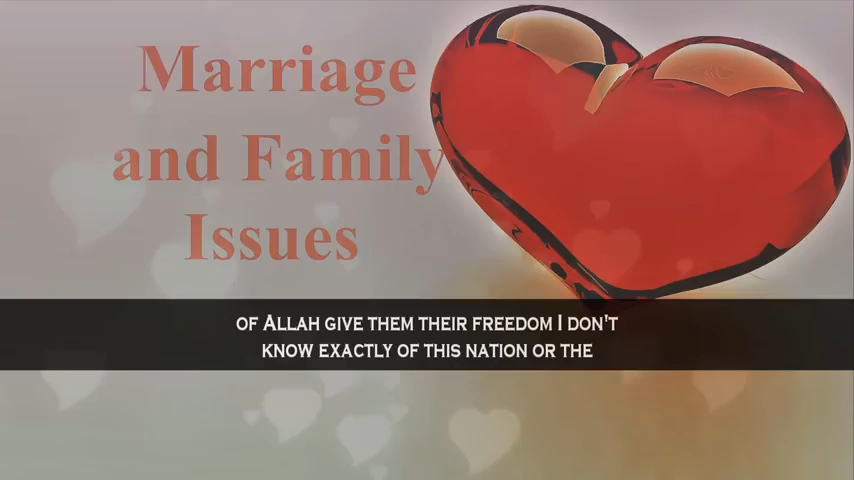 Marriage
and Family
Issues
OF ALLAH GIVE THEM THEIR FREEDOM I DON'T
KNOW EXACTLY OF THIS NATION OR THE